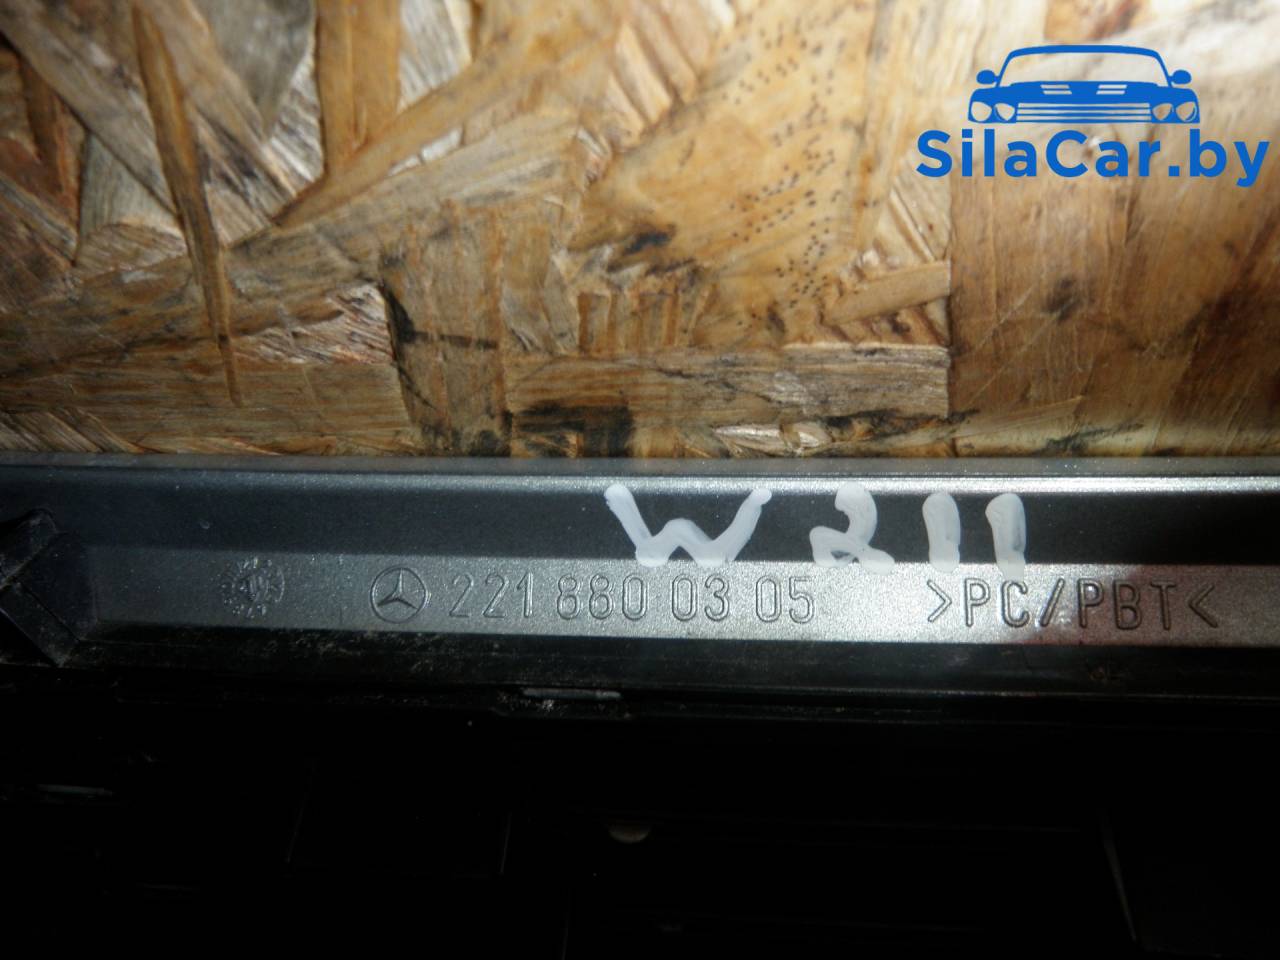 SilaCar.by
W211
221 880 03 05 >PC/PBT<